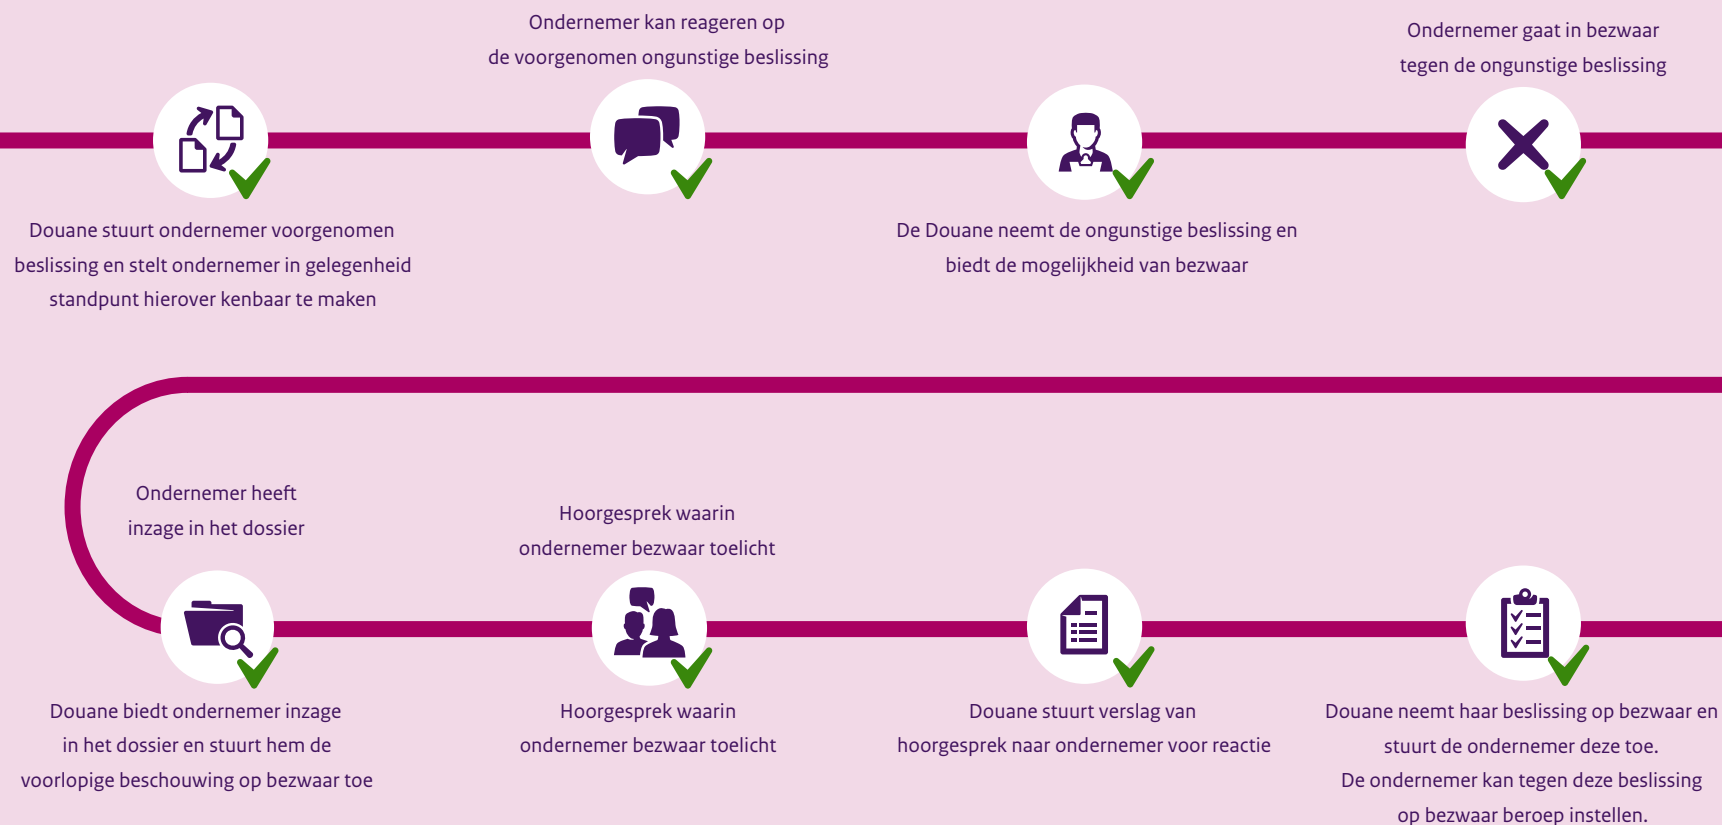 Ondernemer kan reageren op
de voorgenomen ongunstige beslissing
Ondernemer gaat in bezwaar
tegen de ongunstige beslissing
Douane stuurt ondernemer voorgenomen
beslissing en stelt ondernemer in gelegenheid
standpunt hierover kenbaar te maken
De Douane neemt de ongunstige beslissing en
biedt de mogelijkheid van bezwaar
Ondernemer heeft
inzage in het dossier
Hoorgesprek waarin
ondernemer bezwaar toelicht
Douane biedt ondernemer inzage
in het dossier en stuurt hem de
voorlopige beschouwing op bezwaar toe
Hoorgesprek waarin
ondernemer bezwaar toelicht
Douane stuurt verslag van
hoorgesprek naar ondernemer voor reactie
Douane neemt haar beslissing op bezwaar en
stuurt de ondernemer deze toe.
De ondernemer kan tegen deze beslissing
op bezwaar beroep instellen.